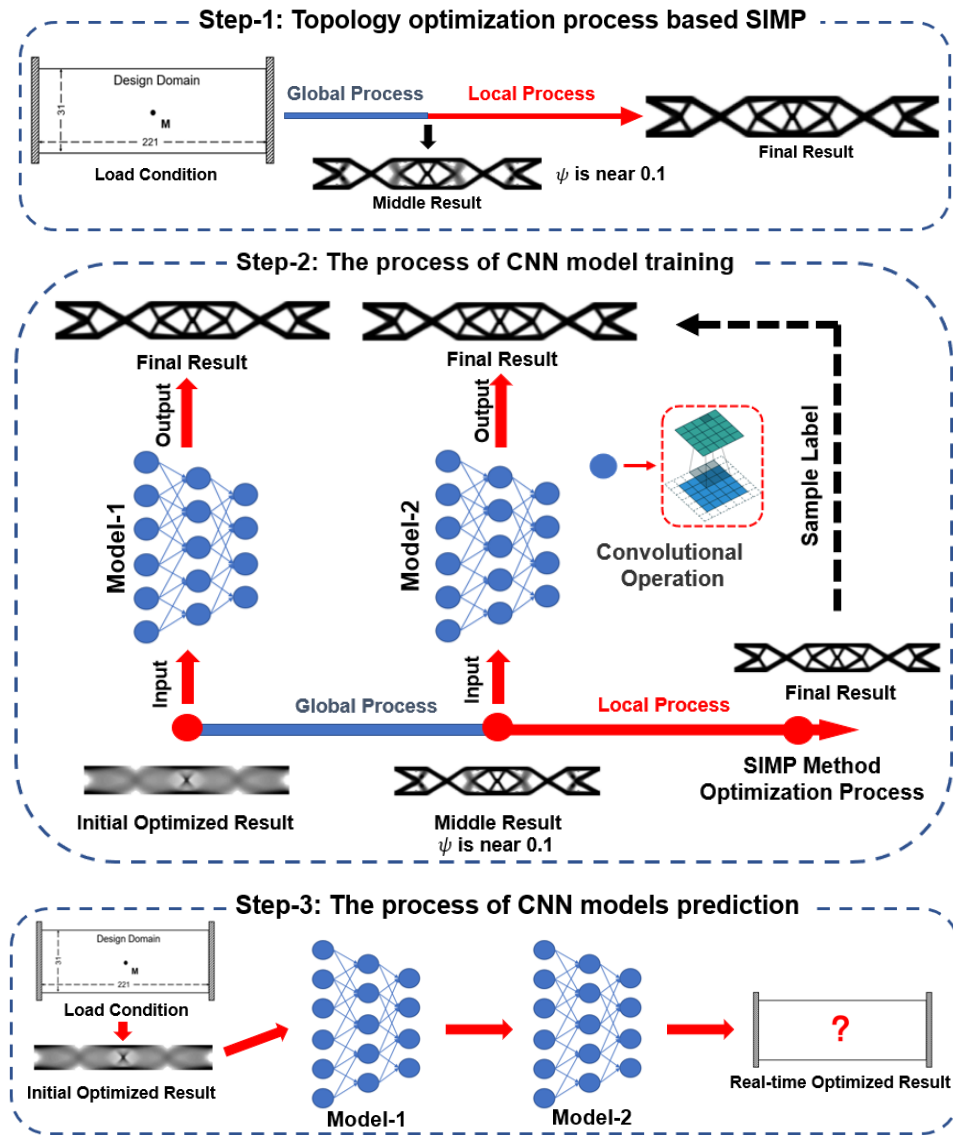 Step-1: Topology optimization process based SIMP
Design Domain
31
M
221
Load Condition
Global Process
Local Process
Middle Result
ψ is near 0.1
Final Result
Step-2: The process of CNN model training
Final Result
Final Result
Output
Output
Model-1
Model-2
Convolutional
Operation
Sample Label
Input
Input
Final Result
Global Process
Local Process
SIMP Method
Optimization Process
Initial Optimized Result
Middle Result
ψ is near 0.1
Step-3: The process of CNN models prediction
Design Domain
31
M
221
Load Condition
Initial Optimized Result
Model-1
Model-2
?
Real-time Optimized Result